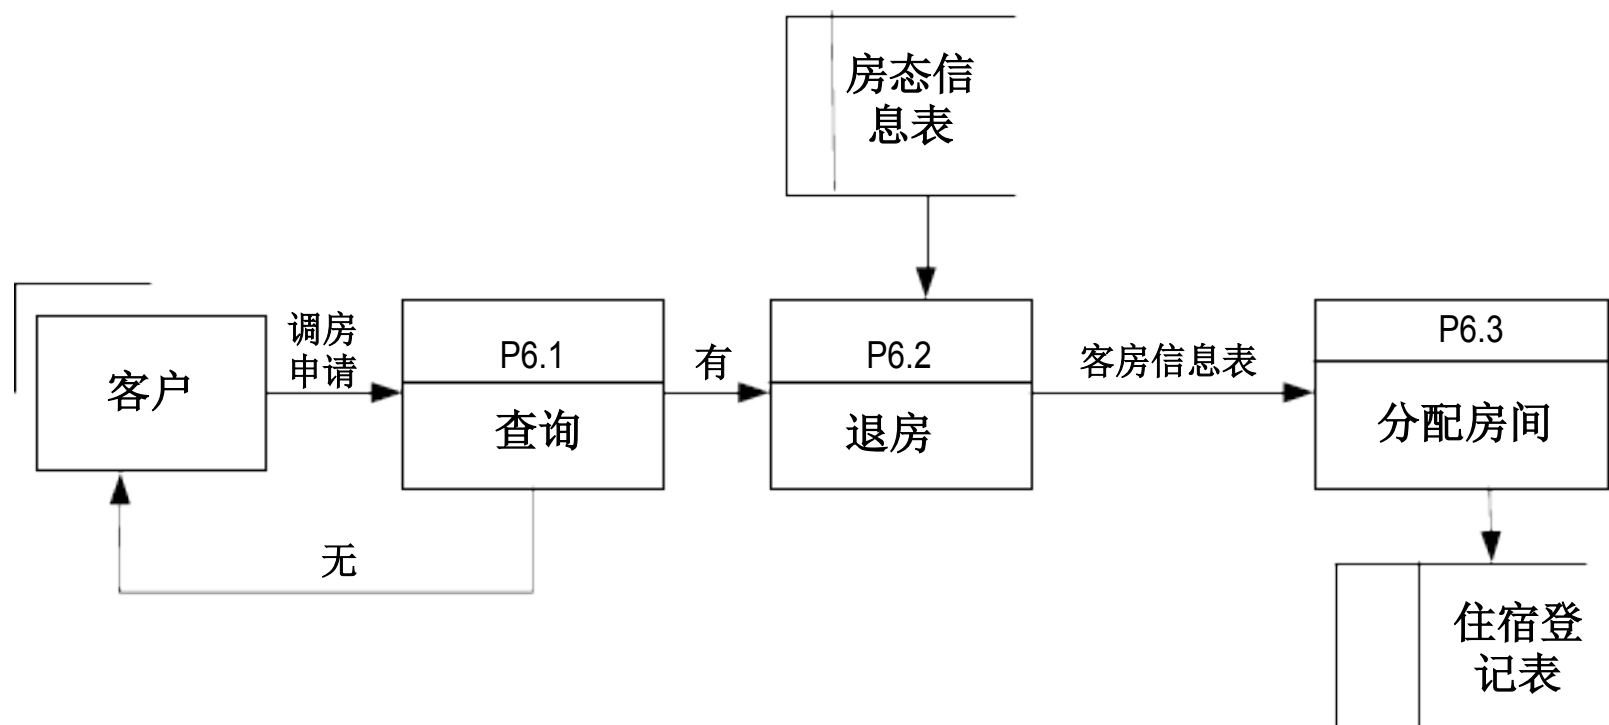 房态信
息表
调房
申请
客户
P6.1
查询
有
P6.2
退房
客房信息表
P6.3
分配房间
无
住宿登
记表